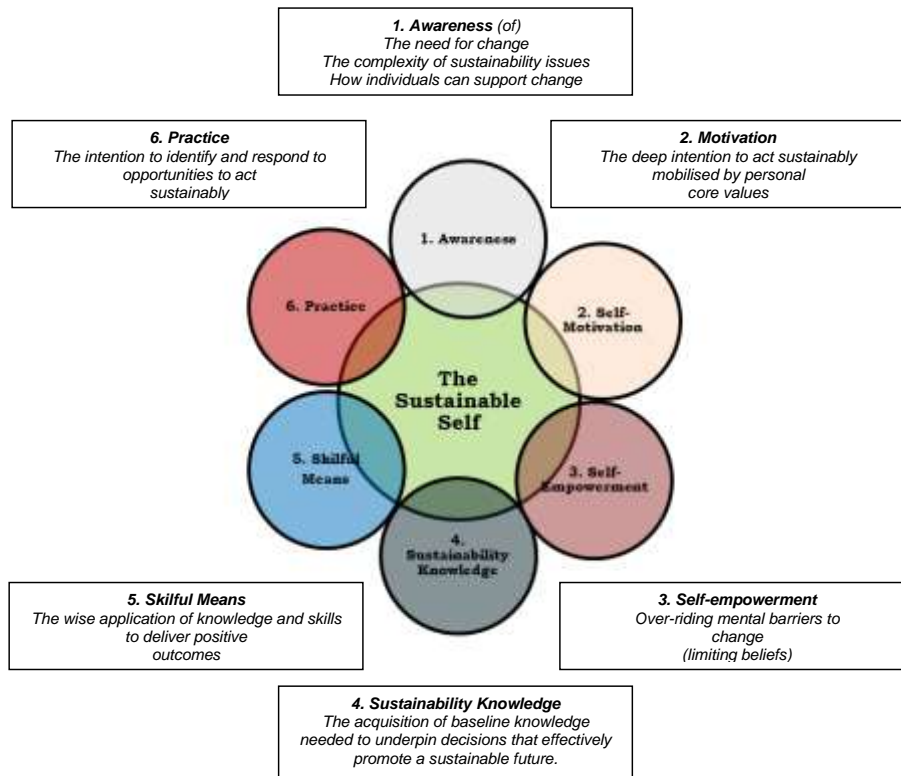 1. Awareness (of)
The need for change
The complexity of sustainability issues
How individuals can support change
6. Practice
The intention to identify and respond to
opportunities to act
sustainably
2. Motivation
The deep intention to act sustainably
mobilised by personal
core values
1. Awareness
6. Practice
2. Self-
Motivation
The
Sustainable
Self
5. Skilful
Means
3. Self-
Empowerment
4.
Sustainability
Knowledge
5. Skilful Means
The wise application of knowledge and skills
to deliver positive
outcomes
3. Self-empowerment
Over-riding mental barriers to
change
(limiting beliefs)
4. Sustainability Knowledge
The acquisition of baseline knowledge
needed to underpin decisions that effectively
promote a sustainable future.